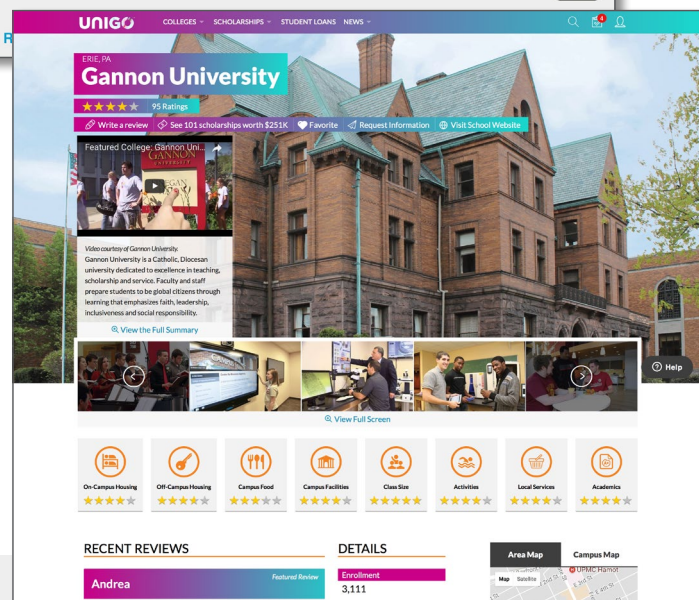 R
UNIGO
COLLEGES SCHOLARSHIPS STUDENT LOANS NEWS
4
ERIE, PA
Gannon University
95 Ratings
Write a review See 101 scholarships worth $251K Favorite Request Information Visit School Website
Featured College: Gannon Uni...
GANNON
UNIVERSITY
Video courtesy of Gannon University.
Gannon University is a Catholic, Diocesan
university dedicated to excellence in teaching,
scholarship and service. Faculty and staff
prepare students to be global citizens through
learning that emphasizes faith, leadership,
inclusiveness and social responsibility.
View the Full Summary
Help
View Full Screen
On-Campus Housing Off-Campus Housing Campus Food Campus Facilities Class Size Activities Local Services Academics
RECENT REVIEWS
Featured Review
Andrea
DETAILS
Enrollment
3,111
Area Map Campus Map
Map Satellite
UPMC Hamot
E 3rd St